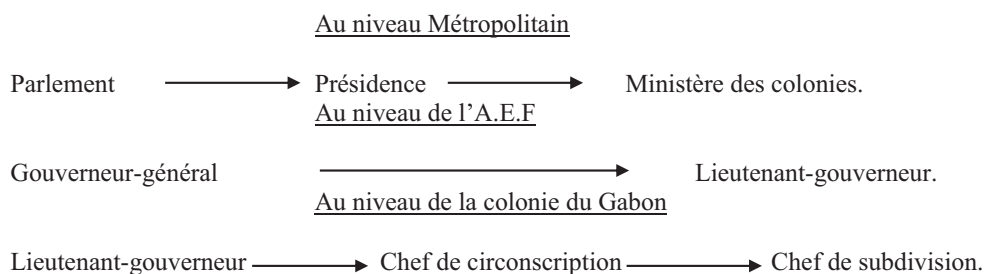 Au niveau Métropolitain
Parlement Présidence Ministère des colonies.
Au niveau de l’A.E.F
Gouverneur-général Lieutenant-gouverneur.
Au niveau de la colonie du Gabon
Lieutenant-gouverneur Chef de circonscription Chef de subdivision.